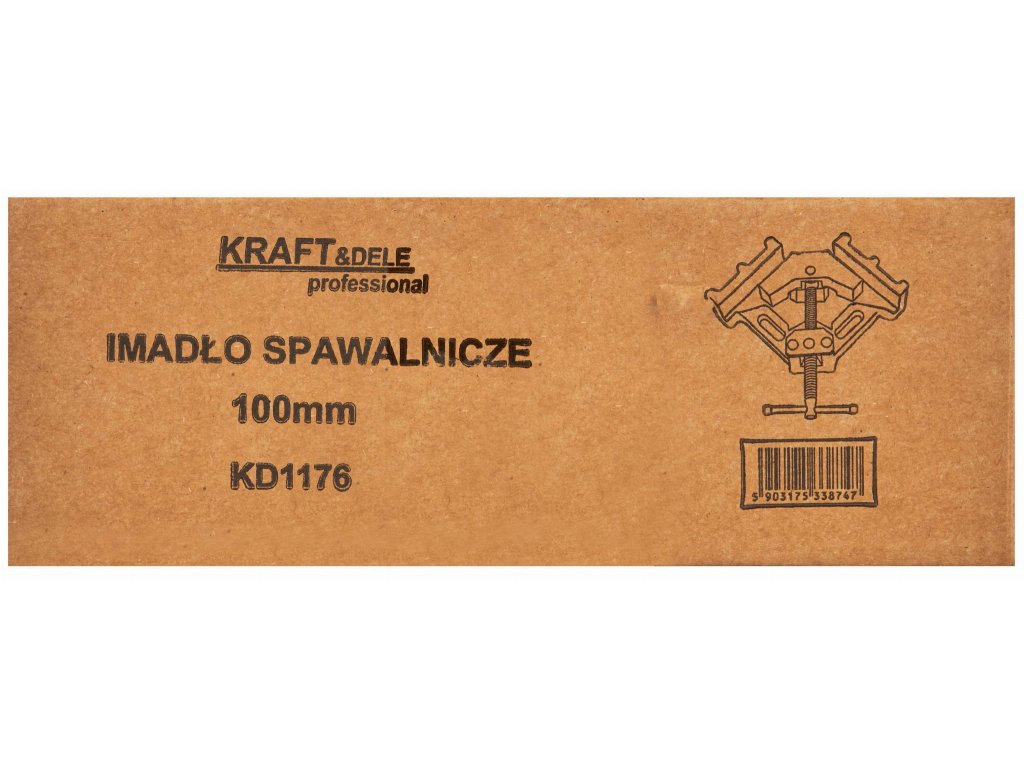 KRAFT&DELE
professional
IMADŁO SPAWALNICZE
100mm
KD1176
5 903175 338747